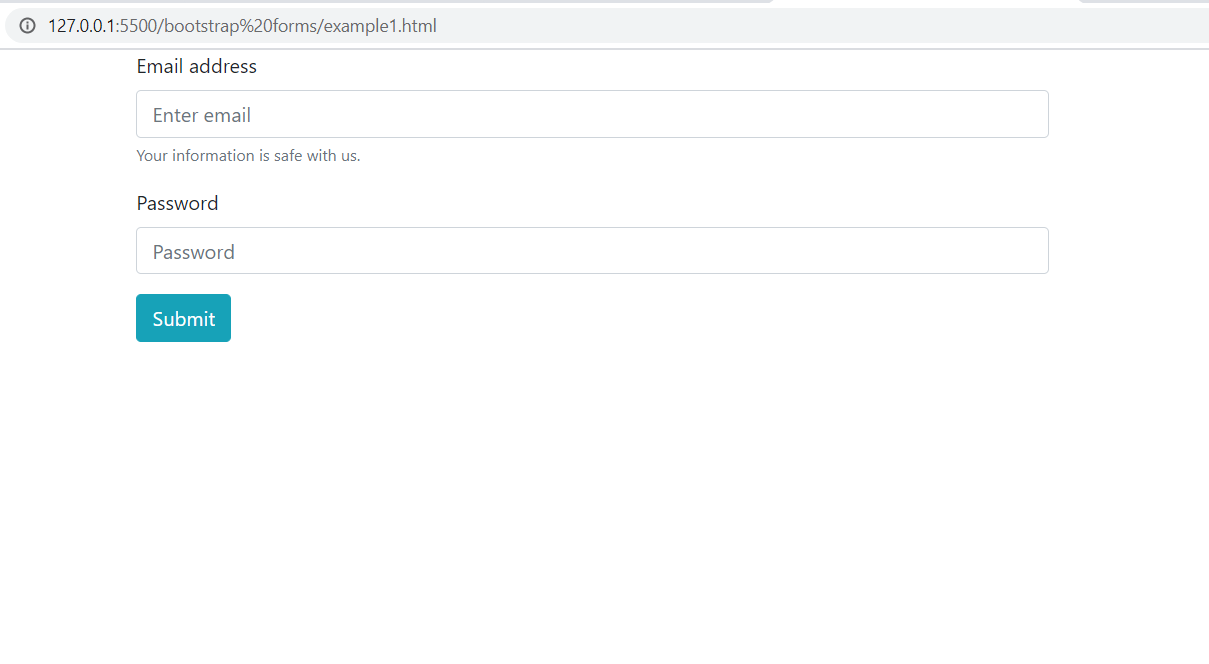 127.0.0.1:5500/bootstrap%20forms/example1.html
Email address
Enter email
Your information is safe with us.
Password
Password
Submit